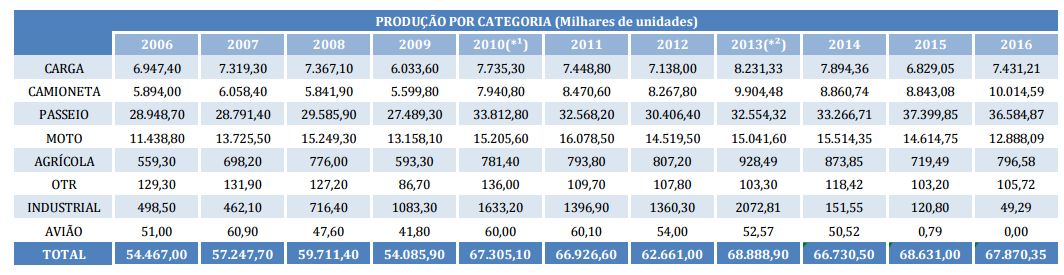 PRODUÇÃO POR CATEGORIA (Milhares de unidades)
2006 2007 2008 2009 2010(*1) 2011 2012 2013(*2) 2014 2015 2016
CARGA 6.947,40 7.319,30 7.367,10 6.033,60 7.735,30 7.448,80 7.138,00 8.231,33 7.894,36 6.829,05 7.431,21
CAMIONETA 5.894,00 6.058,40 5.841,90 5.599,80 7.940,80 8.470,60 8.267,80 9.904,48 8.860,74 8.843,08 10.014,59
PASSEIO 28.948,70 28.791,40 29.585,90 27.489,30 33.812,80 32.568,20 30.406,40 32.554,32 33.266,71 37.399,85 36.584,87
MOTO 11.438,80 13.725,50 15.249,30 13.158,10 15.205,60 16.078,50 14.519,50 15.041,60 15.514,35 14.614,75 12.888,09
AGRÍCOLA 559,30 698,20 776,00 593,30 781,40 793,80 807,20 928,49 873,85 719,49 796,58
OTR 129,30 131,90 127,20 86,70 136,00 109,70 107,80 103,30 118,42 103,20 105,72
INDUSTRIAL 498,50 462,10 716,40 1083,30 1633,20 1396,90 1360,30 2072,81 151,55 120,80 49,29
AVIÃO 51,00 60,90 47,60 41,80 60,00 60,10 54,00 52,57 50,52 0,79 0,00
TOTAL 54.467,00 57.247,70 59.711,40 54.085,90 67.305,10 66.926,60 62.661,00 68.888,90 66.730,50 68.631,00 67.870,35